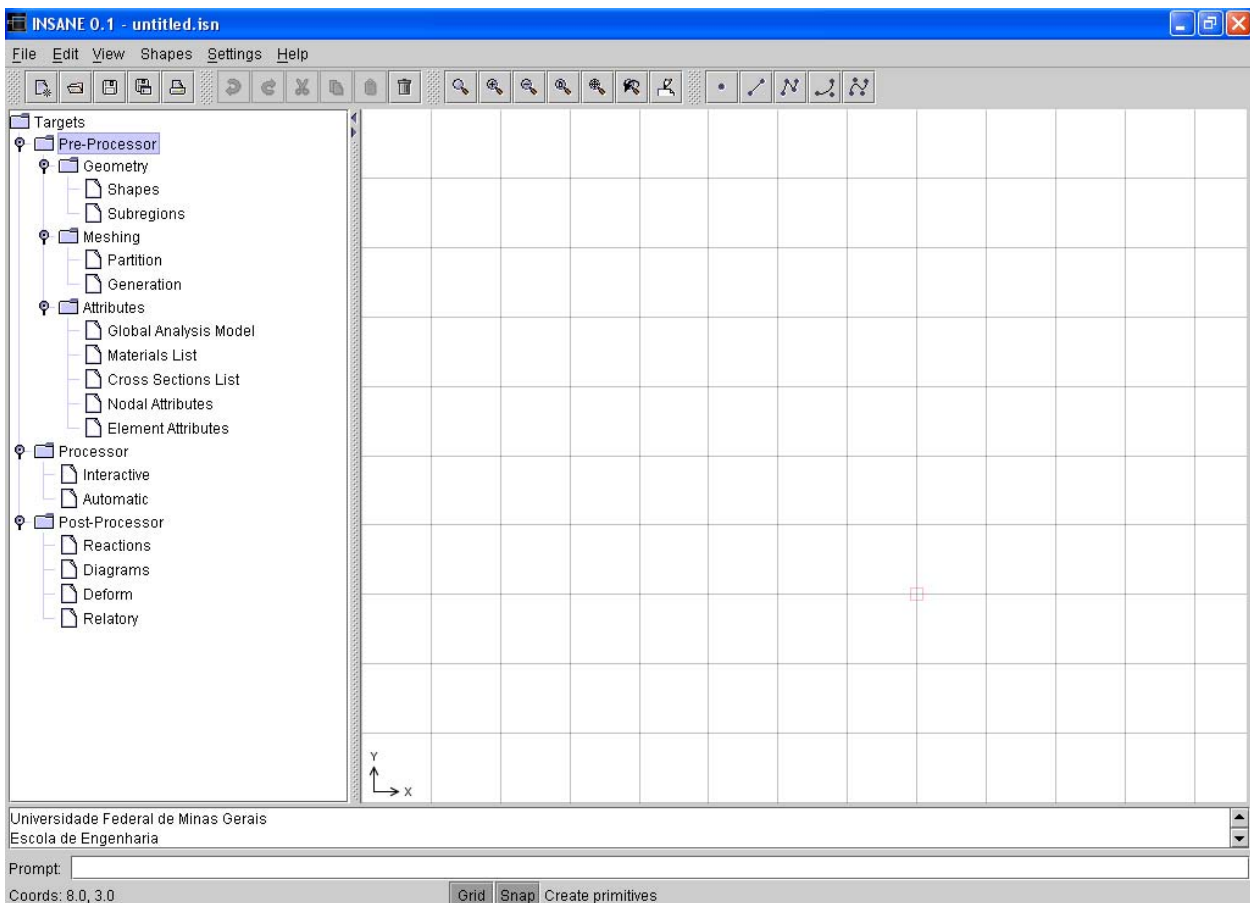 INSANE 0.1 - untitled.isn
File Edit View Shapes Settings Help
Targets
Pre-Processor
Geometry
Shapes
Subregions
Meshing
Partition
Generation
Attributes
Global Analysis Model
Materials List
Cross Sections List
Nodal Attributes
Element Attributes
Processor
Interactive
Automatic
Post-Processor
Reactions
Diagrams
Deform
Relatory
Y
X
Universidade Federal de Minas Gerais
Escola de Engenharia
Prompt:
Coords: 8.0, 3.0 Grid Snap Create primitives